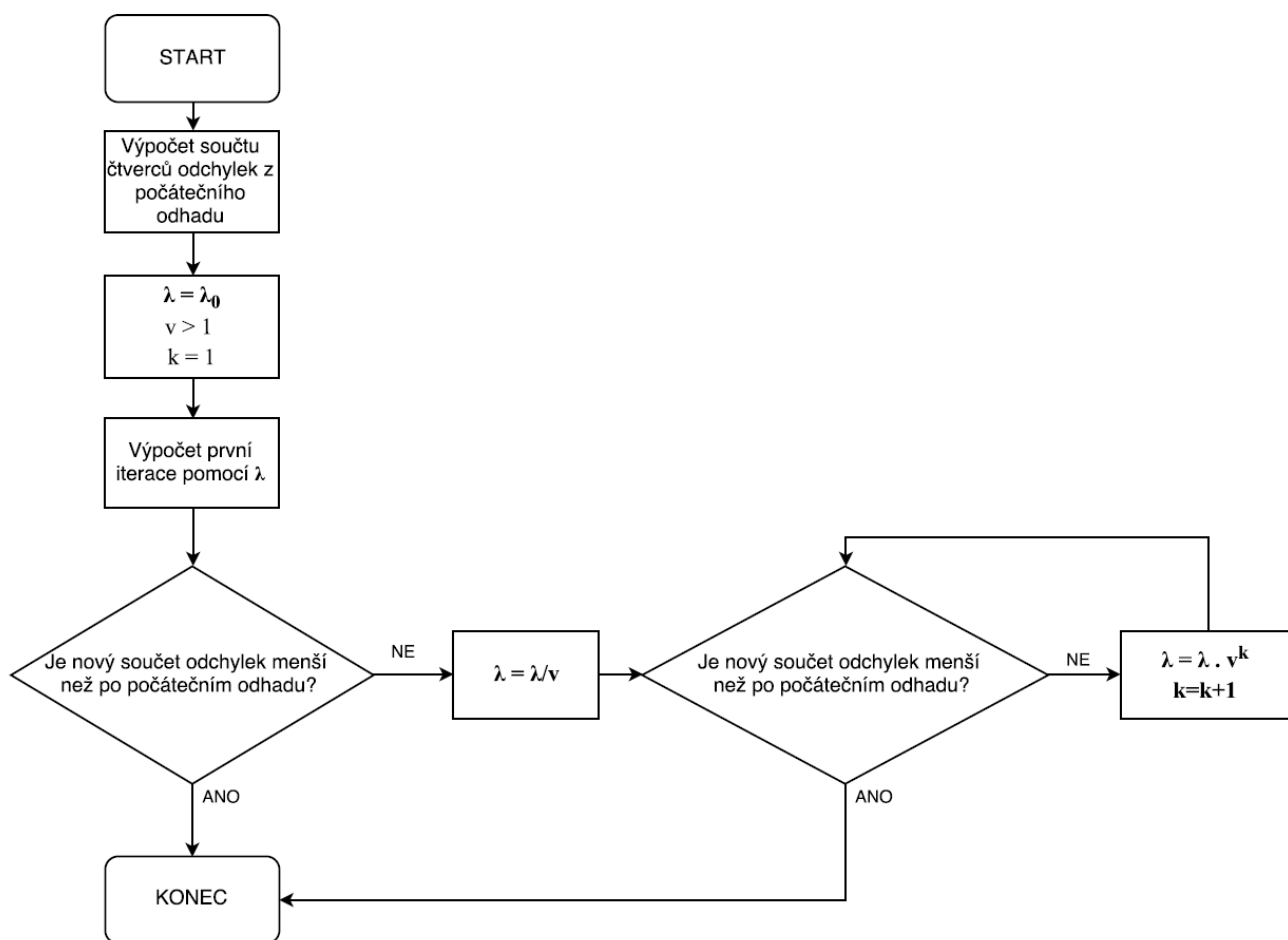 START
Výpočet součtu
čtverců odchylek z
počátečního
odhadu
λ = λ₀
v > 1
k = 1
Výpočet první
iterace pomocí λ
Je nový součet odchylek menší
než po počátečním odhadu?
NE
λ = λ/v
Je nový součet odchylek menší
než po počátečním odhadu?
NE
λ = λ . vᵏ
k=k+1
ANO
ANO
KONEC